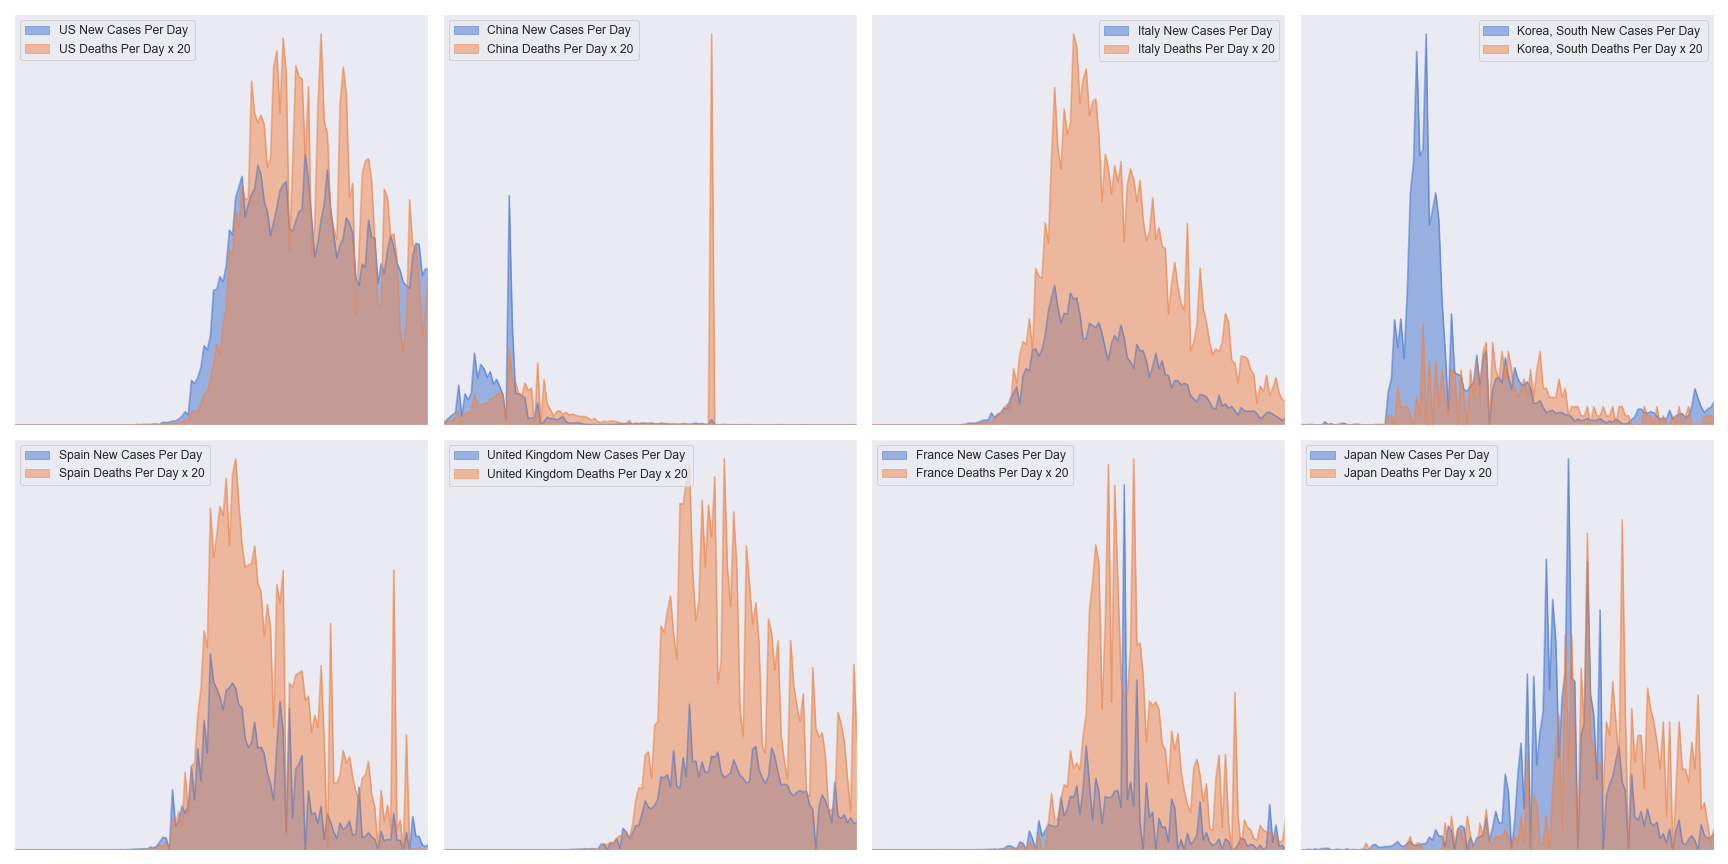 US New Cases Per Day
US Deaths Per Day x 20
China New Cases Per Day
China Deaths Per Day x 20
Italy New Cases Per Day
Italy Deaths Per Day x 20
Korea, South New Cases Per Day
Korea, South Deaths Per Day x 20
Spain New Cases Per Day
Spain Deaths Per Day x 20
United Kingdom New Cases Per Day
United Kingdom Deaths Per Day x 20
France New Cases Per Day
France Deaths Per Day x 20
Japan New Cases Per Day
Japan Deaths Per Day x 20